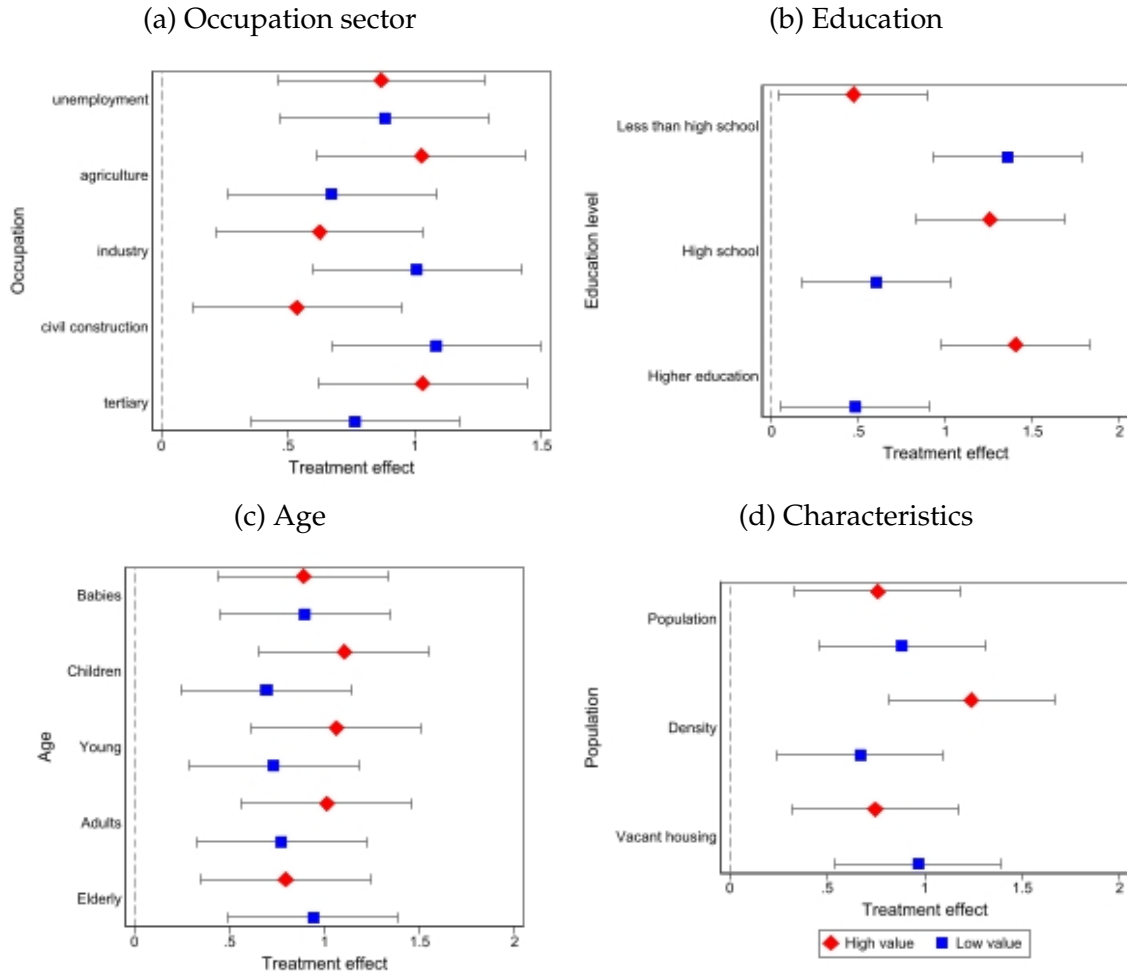 (a) Occupation sector
Occupation
unemployment
agriculture
industry
civil construction
tertiary
0 .5 1 1.5
Treatment effect
(b) Education
Education level
Less than high school
High school
Higher education
0 .5 1 1.5 2
Treatment effect
(c) Age
Age
Babies
Children
Young
Adults
Elderly
0 .5 1 1.5 2
Treatment effect
(d) Characteristics
Population
Population
Density
Vacant housing
0 .5 1 1.5 2
Treatment effect
High value Low value